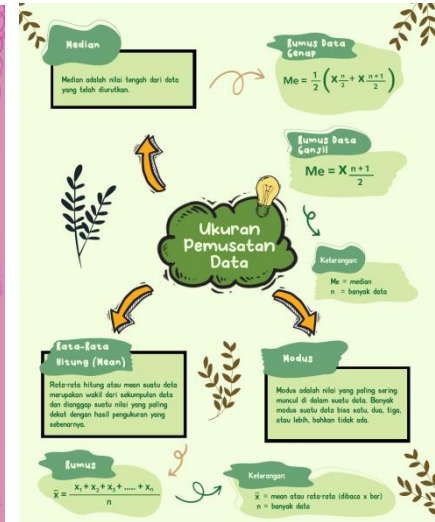 Median
Median adalah nilai tengah dari data
yang telah diurutkan.
Rumus Data
Genap
Me = 1/2 (X n/2 + X n+1/2)
Rumus Data
Ganjil
Me = X n+1/2
Keterangan:
Me = median
n = banyak data
Ukuran
Pemusatan
Data
Rata-Rata
Hitung (Mean)
Rata-rata hitung atau mean suatu data
merupakan wakil dari sekumpulan data
dan dianggap suatu nilai yang paling
dekat dengan hasil pengukuran yang
sebenarnya.
Modus
Modus adalah nilai yang paling sering
muncul di dalam suatu data. Banyak
modus suatu data bisa satu, dua, tiga,
atau lebih, bahkan tidak ada.
Rumus
x̄ = x₁ + x₂ + x₃ + ..... + xₙ / n
Keterangan:
x̄ = mean atau rata-rata (dibaca x bar)
n = banyak data